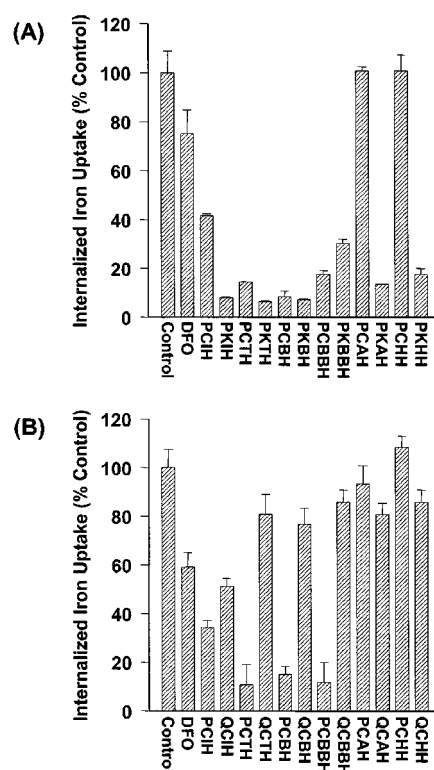 (A)
Internalized Iron Uptake (% Control)
120
100
80
60
40
20
0
Control
DFO
PCIH
PKIH
PCTH
PKTH
PCBH
PKBH
PCBBH
PKBBH
PCAH
PKAH
PCHH
PKHH
(B)
Internalized Iron Uptake (% Control)
120
100
80
60
40
20
0
Contro
DFO
PCIH
QCIH
PCTH
QCTH
PCBH
QCBH
PCBBH
QCBBH
PCAH
QCAH
PCHH
QCHH